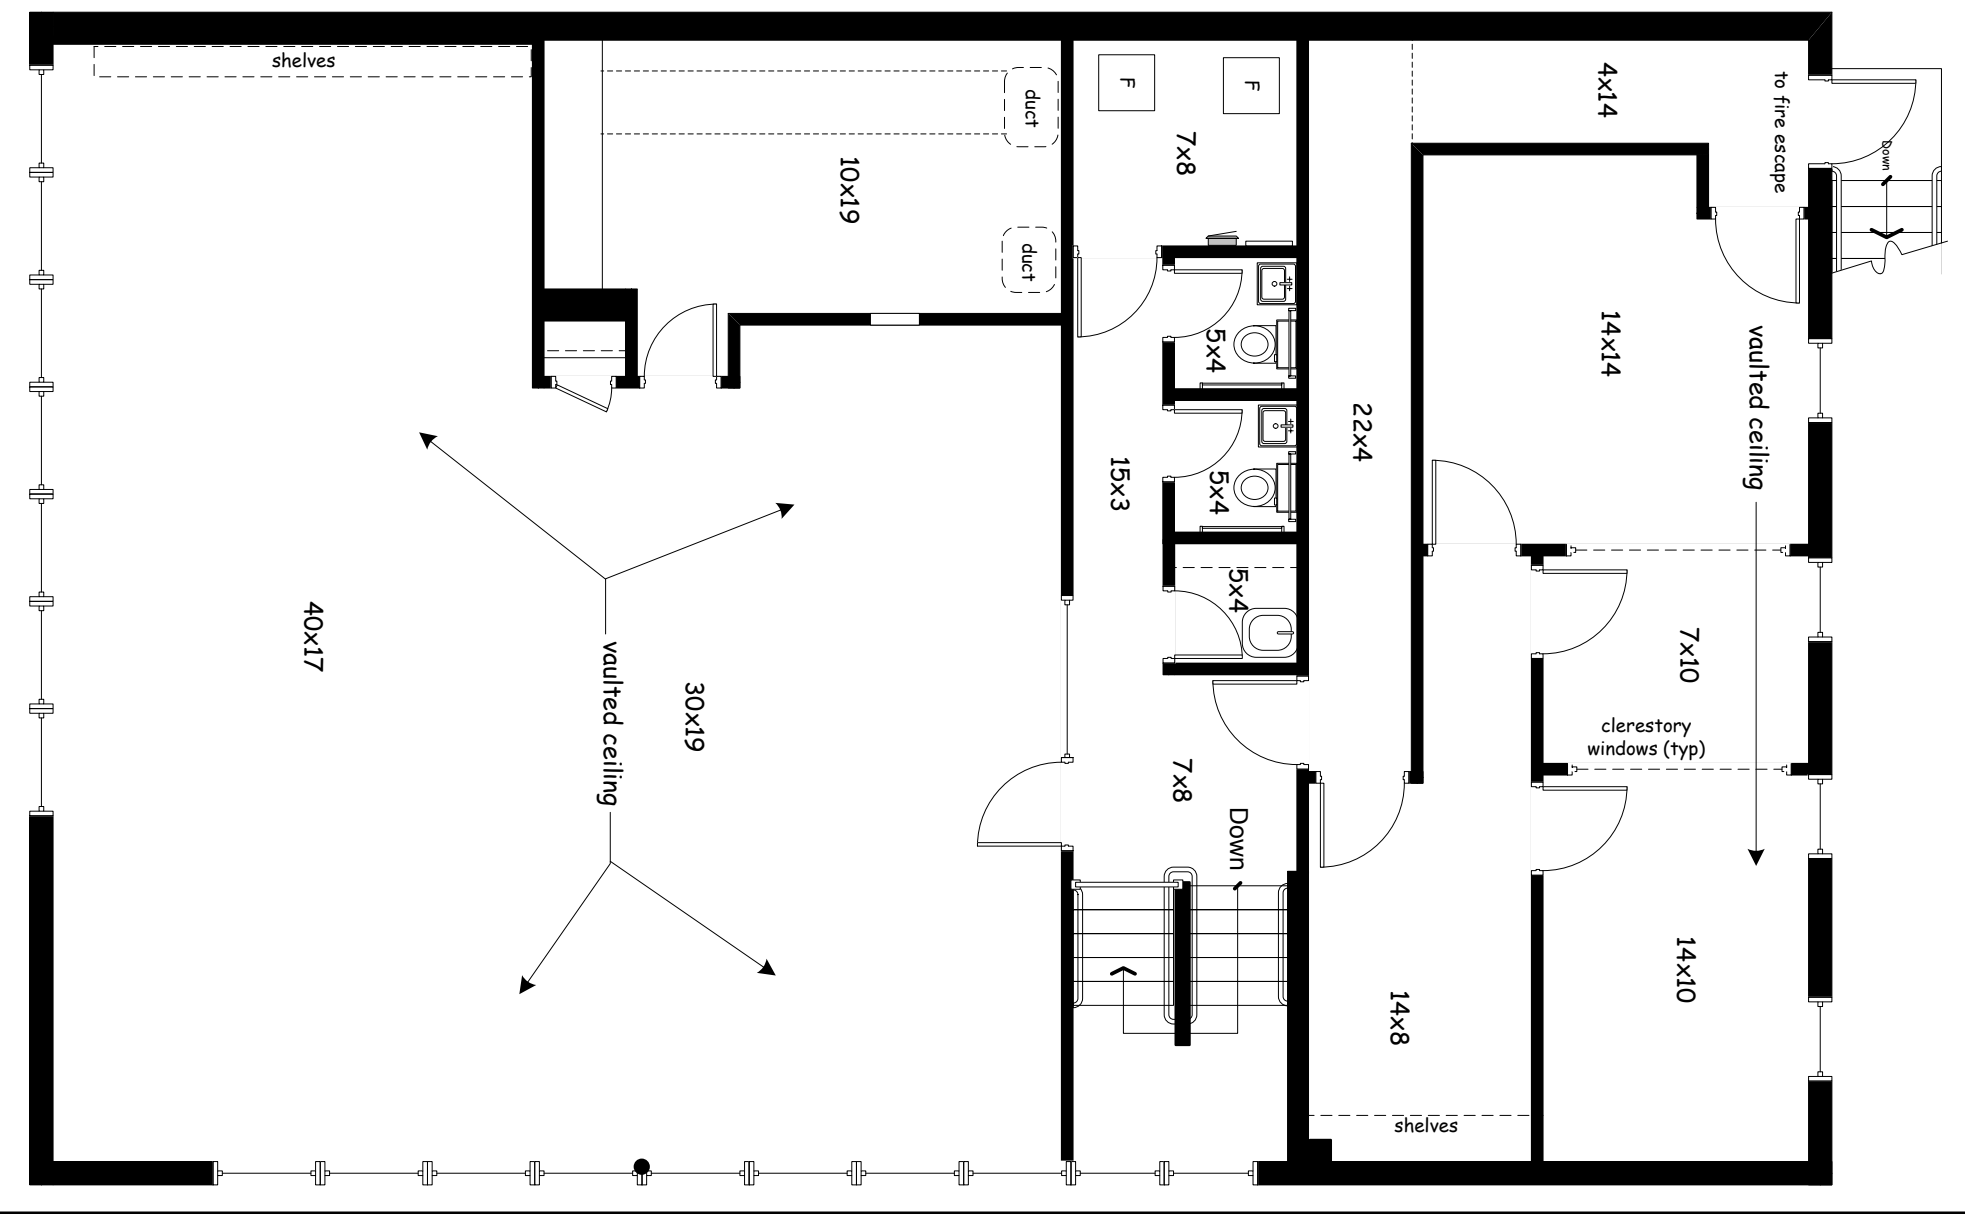 shelves
duct
duct
10x19
F
F
7x8
4x14
to fire escape
Down
5x4
5x4
5x4
15x3
22x4
14x14
vaulted ceiling
40x17
vaulted ceiling
30x19
7x8
Down
7x10
clerestory
windows (typ)
14x8
14x10
shelves